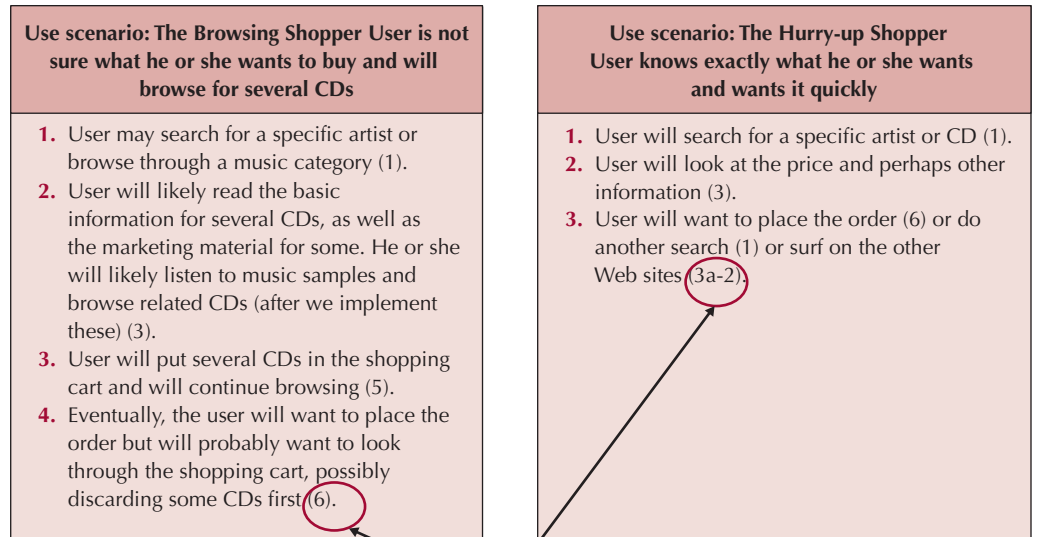 Use scenario: The Browsing Shopper User is not
sure what he or she wants to buy and will
browse for several CDs
1. User may search for a specific artist or
browse through a music category (1).
2. User will likely read the basic
information for several CDs, as well as
the marketing material for some. He or she
will likely listen to music samples and
browse related CDs (after we implement
these) (3).
3. User will put several CDs in the shopping
cart and will continue browsing (5).
4. Eventually, the user will want to place the
order but will probably want to look
through the shopping cart, possibly
discarding some CDs first (6).
Use scenario: The Hurry-up Shopper
User knows exactly what he or she wants
and wants it quickly
1. User will search for a specific artist or CD (1).
2. User will look at the price and perhaps other
information (3).
3. User will want to place the order (6) or do
another search (1) or surf on the other
Web sites (3a-2).